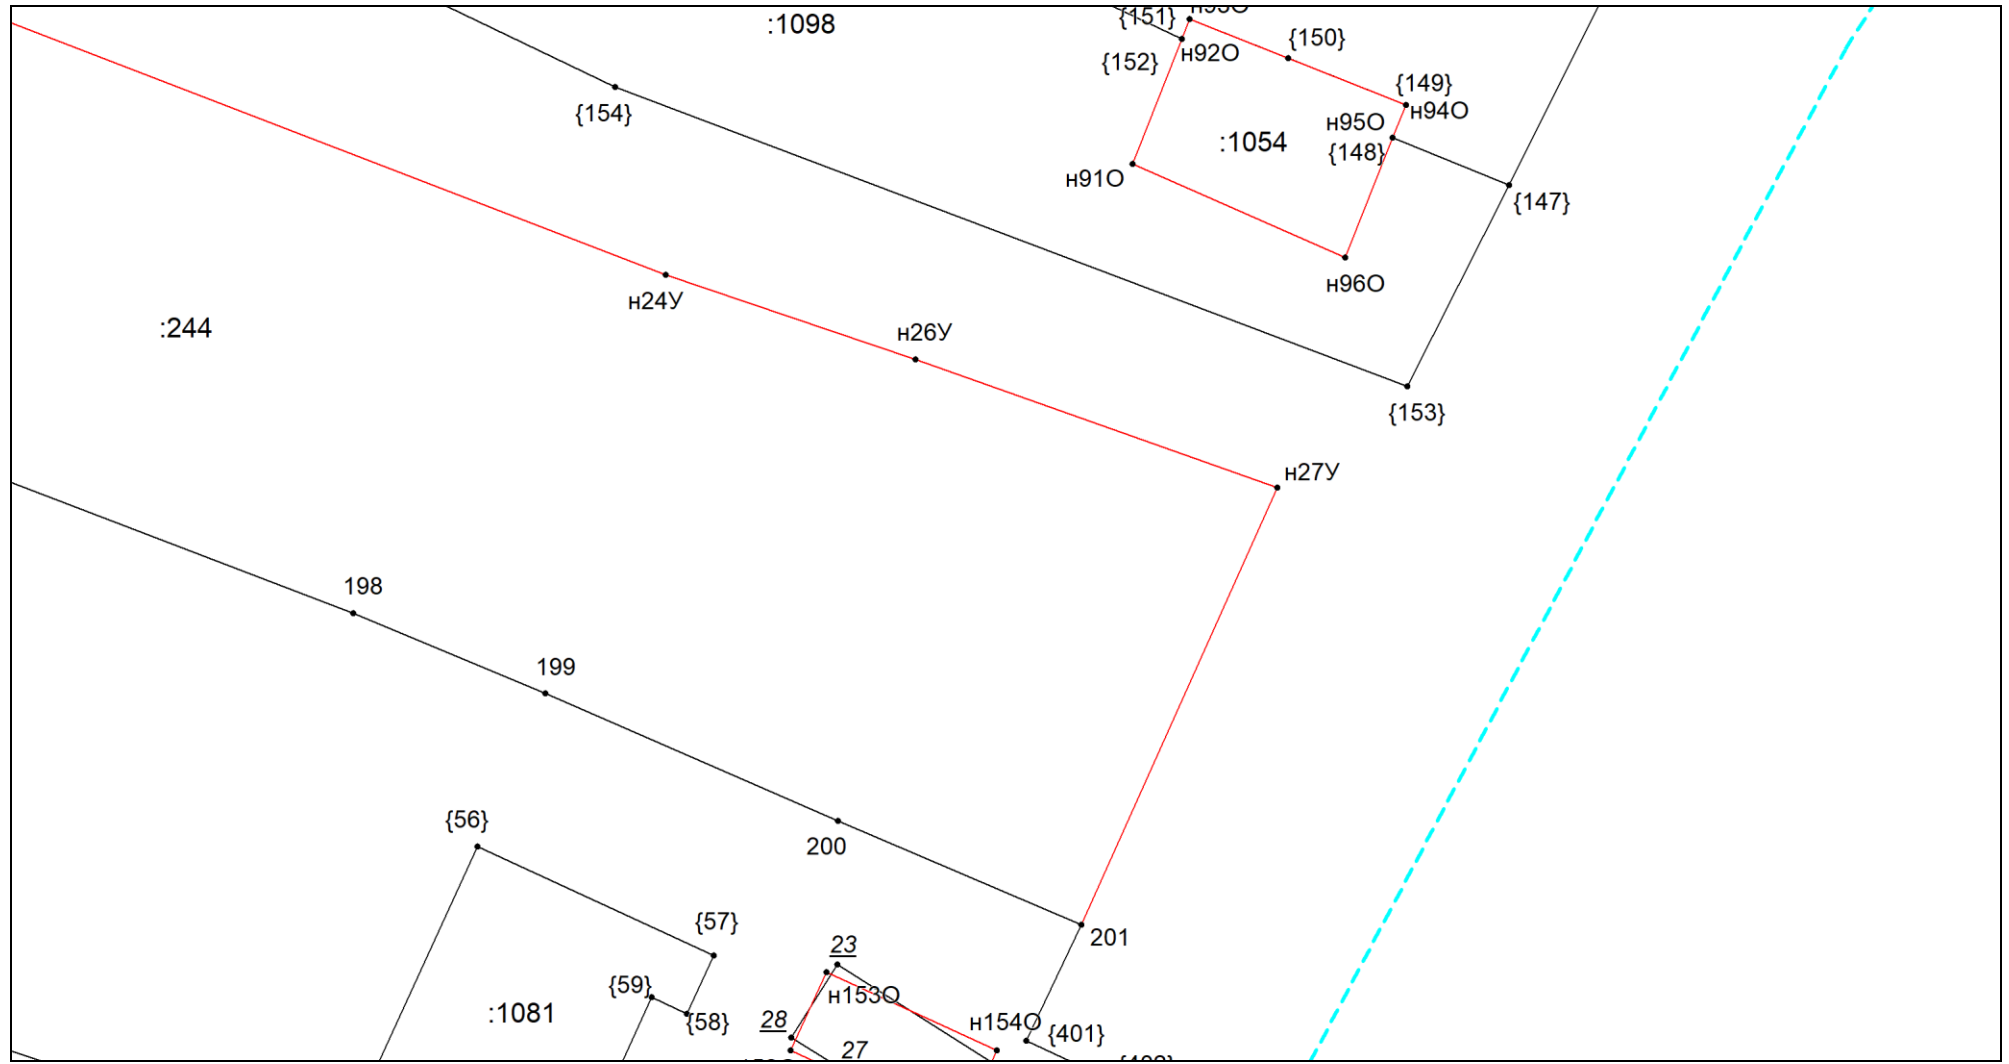 {151}
н93О
:1098
{150}
н92О
{152}
{149}
н94О
{154}
н95О
:1054
{148}
н91О
{147}
н96О
н24У
:244
н26У
{153}
н27У
198
199
{56}
200
{57}
201
23
{59}
н153О
:1081
{58}
28
н154О
{401}
27